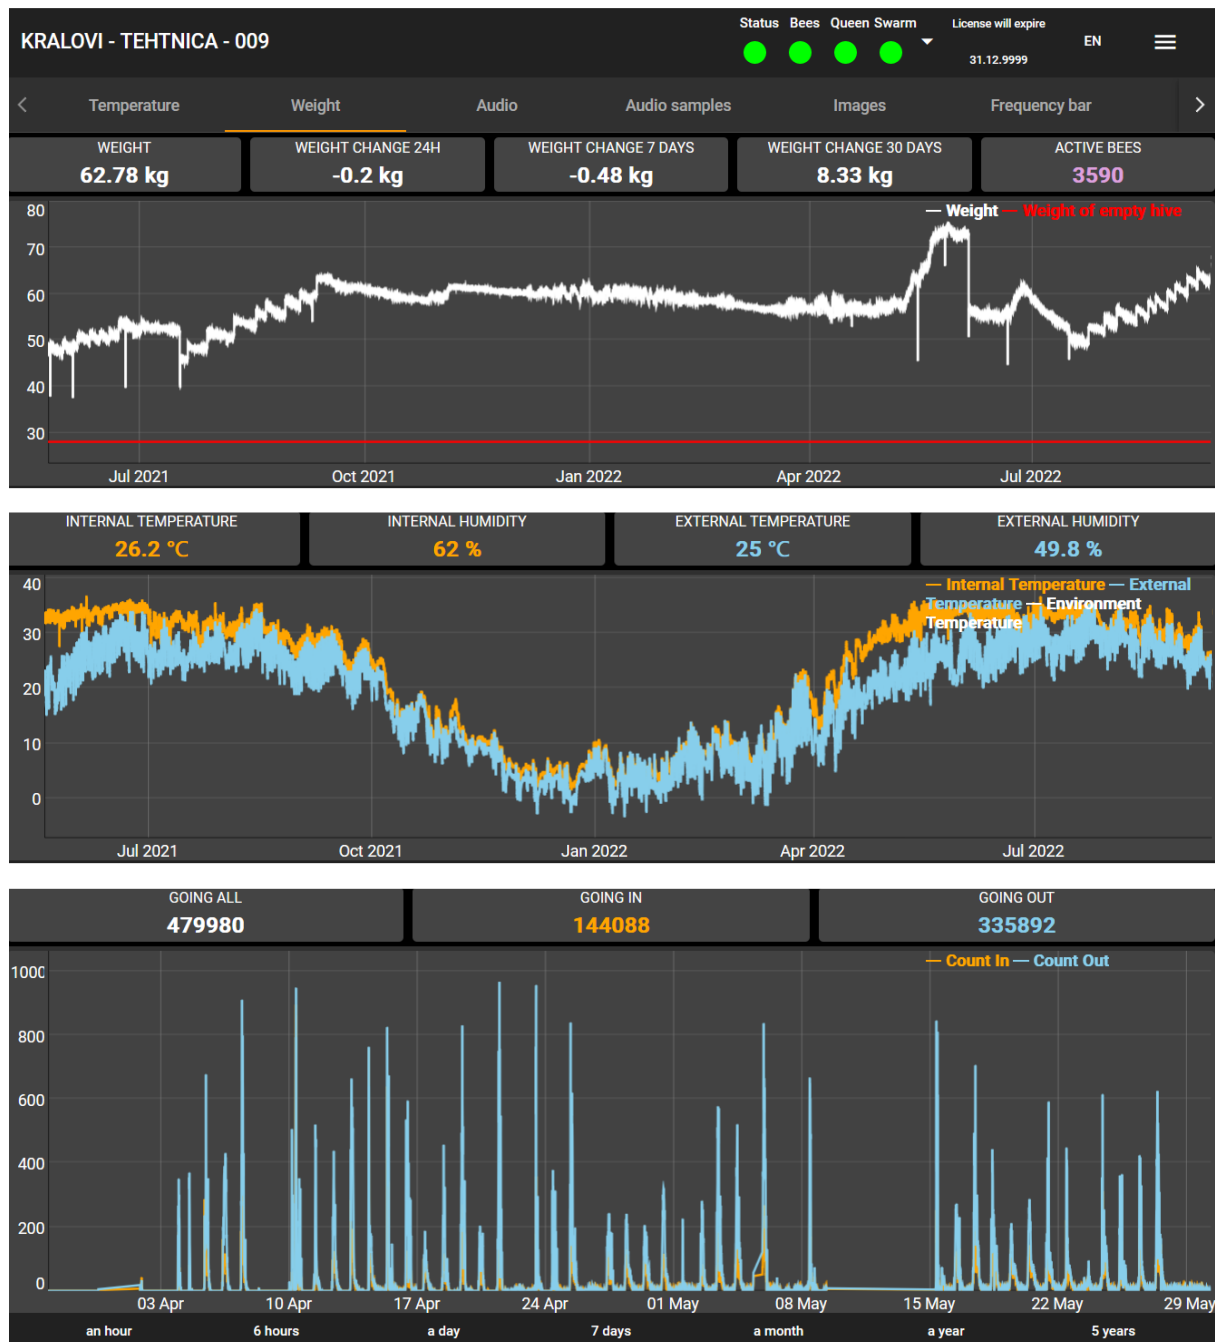 Status Bees Queen Swarm License will expire
KRALOVI - TEHTNICA - 009 EN
31.12.9999
Temperature Weight Audio Audio samples Images Frequency bar
WEIGHT WEIGHT CHANGE 24H WEIGHT CHANGE 7 DAYS WEIGHT CHANGE 30 DAYS ACTIVE BEES
62.78 kg -0.2 kg -0.48 kg 8.33 kg 3590
Weight Weight of empty hive
80
70
60
50
40
30
Jul 2021 Oct 2021 Jan 2022 Apr 2022 Jul 2022
INTERNAL TEMPERATURE INTERNAL HUMIDITY EXTERNAL TEMPERATURE EXTERNAL HUMIDITY
26.2 °C 62 % 25 °C 49.8 %
Internal Temperature External
Temperature Environment
Temperature
40
30
20
10
0
Jul 2021 Oct 2021 Jan 2022 Apr 2022 Jul 2022
GOING ALL GOING IN GOING OUT
479980 144088 335892
Count In Count Out
1000
800
600
400
200
0
03 Apr 10 Apr 17 Apr 24 Apr 01 May 08 May 15 May 22 May 29 May
an hour 6 hours a day 7 days a month a year 5 years